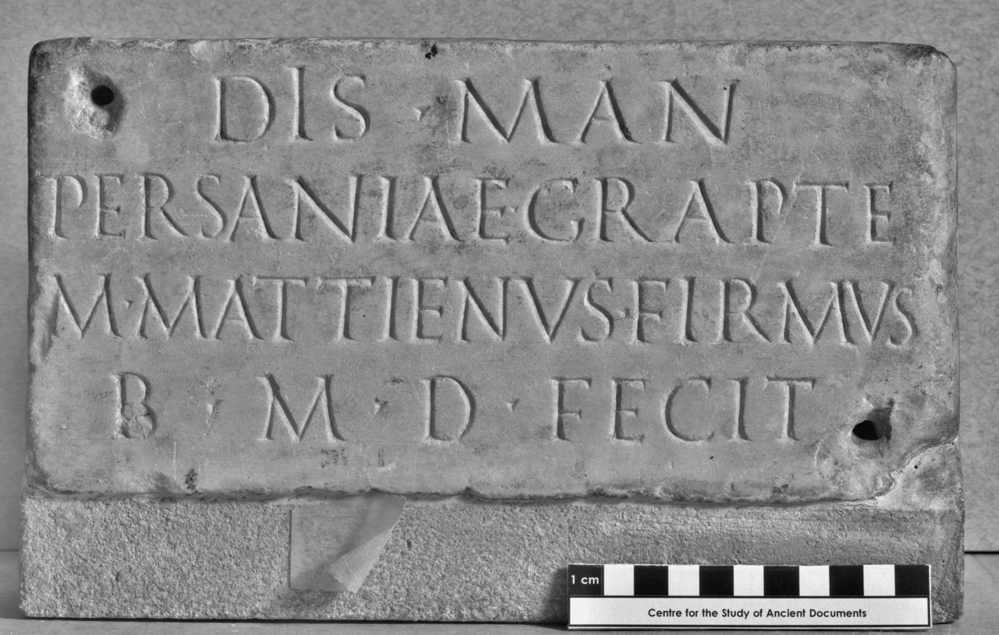 DIS · MAN
PERSANIAE · GRAPTE
M · MATTIENVS · FIRMVS
B · M · D · FECIT
1 cm
Centre for the Study of Ancient Documents